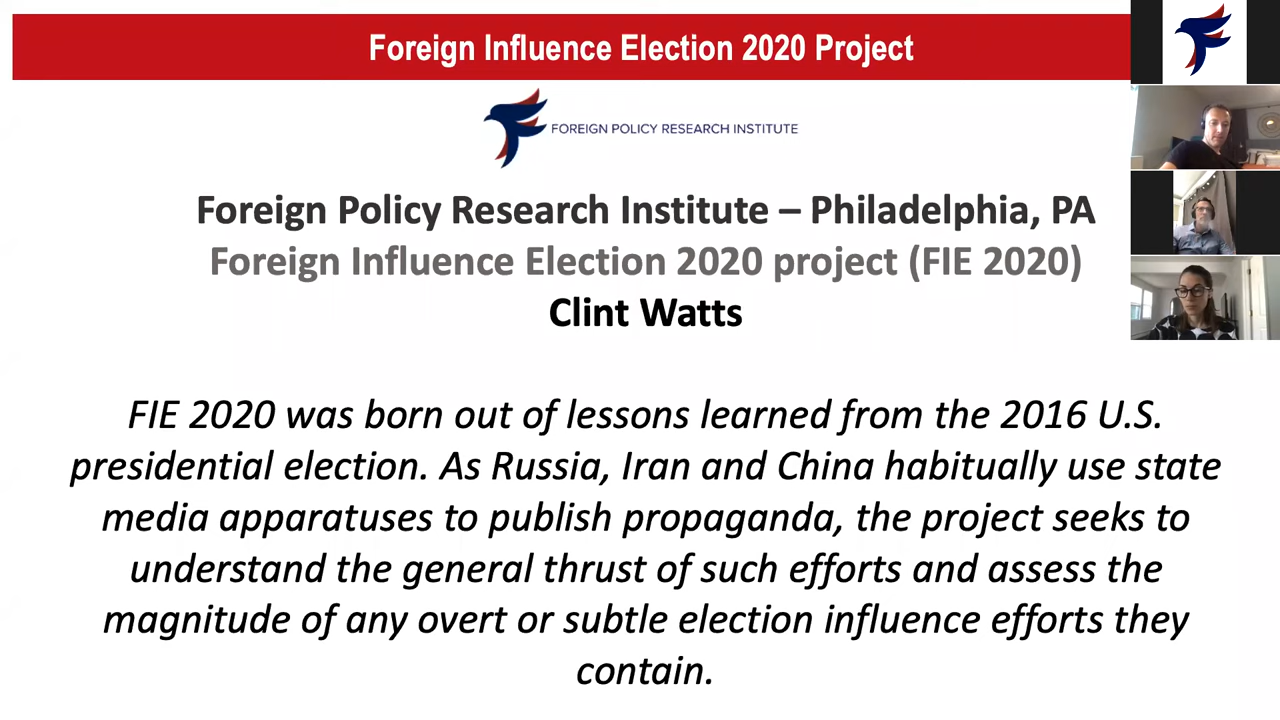 Foreign Influence Election 2020 Project
FOREIGN POLICY RESEARCH INSTITUTE
Foreign Policy Research Institute – Philadelphia, PA
Foreign Influence Election 2020 project (FIE 2020)
Clint Watts
FIE 2020 was born out of lessons learned from the 2016 U.S.
presidential election. As Russia, Iran and China habitually use state
media apparatuses to publish propaganda, the project seeks to
understand the general thrust of such efforts and assess the
magnitude of any overt or subtle election influence efforts they
contain.